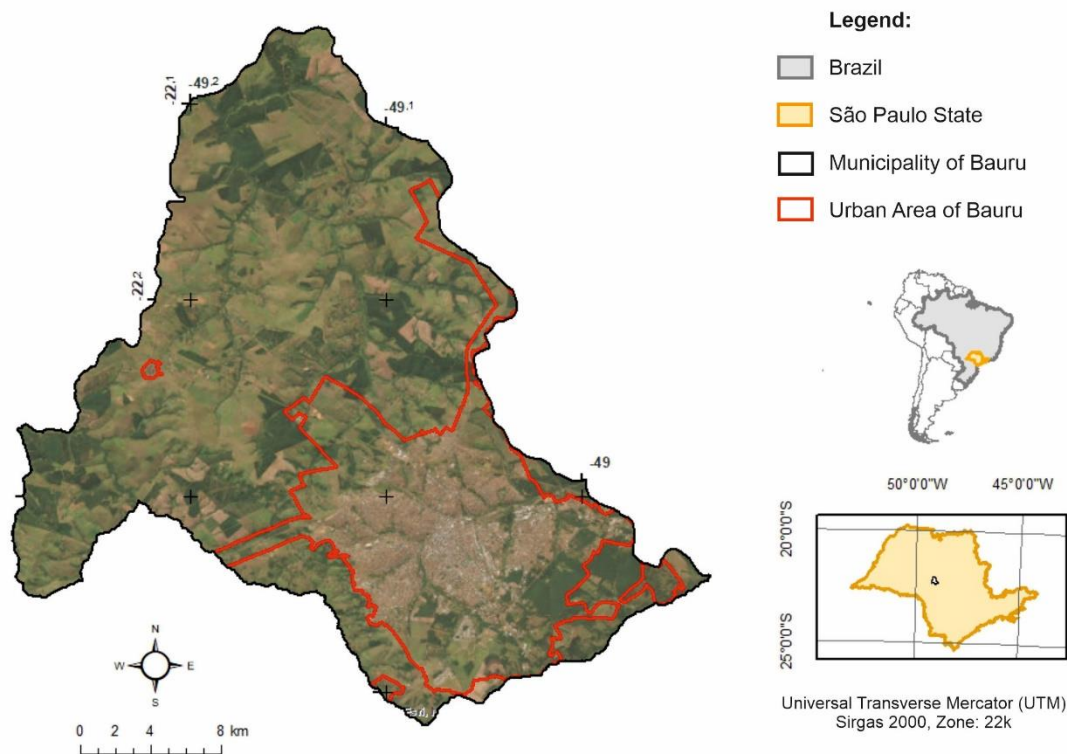 Legend:
Brazil
São Paulo State
Municipality of Bauru
Urban Area of Bauru
-22.1
-49.2
-49.1
-22.2
-49
N
W E
S
0 2 4 8 km
50°0'0"W 45°0'0"W
20°0'0"S
25°0'0"S
Universal Transverse Mercator (UTM)
Sirgas 2000, Zone: 22k